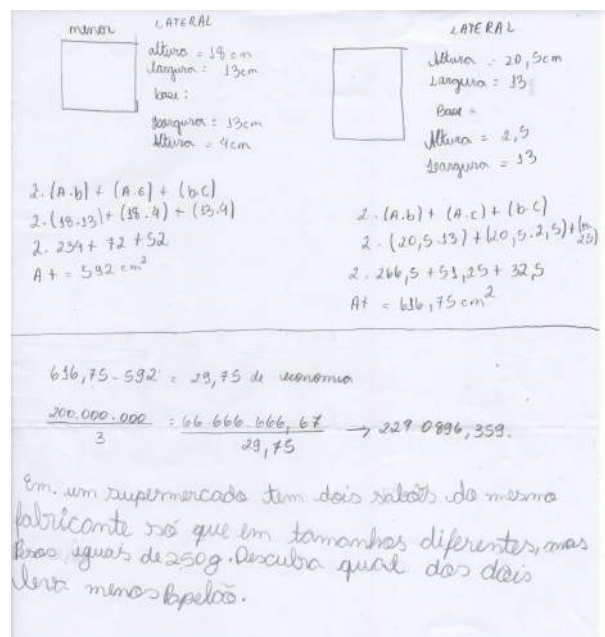 menor
LATERAL
altura = 18 cm
largura = 13cm
base:
largura = 13cm
Altura = 4cm
LATERAL
Altura = 20,5cm
Largura = 13
Base =
Altura = 2,5
Largura = 13
2.(A.b) + (A.c) + (b.c)
2.(18.13) + (18.4) + (13.4)
2. 234 + 72 + 52
At = 592 cm²
2.(A.b) + (A.c) + (b.c)
2.(20,5.13) + (20,5.2,5) +
2. 266,5 + 51,25 + 32,5
At = 616,75 cm²
616,75 - 592 = 29,75 de economia
200.000.000 / 3 = 66 666.666,67 / 29,75 → 229 0896,359.
Em. um supermercado tem dois sabões do mesmo
fabricante só que em tamanhos diferentes, mas
Pesos iguais de 250g. Descubra qual dos dois
leva menos Papelão.